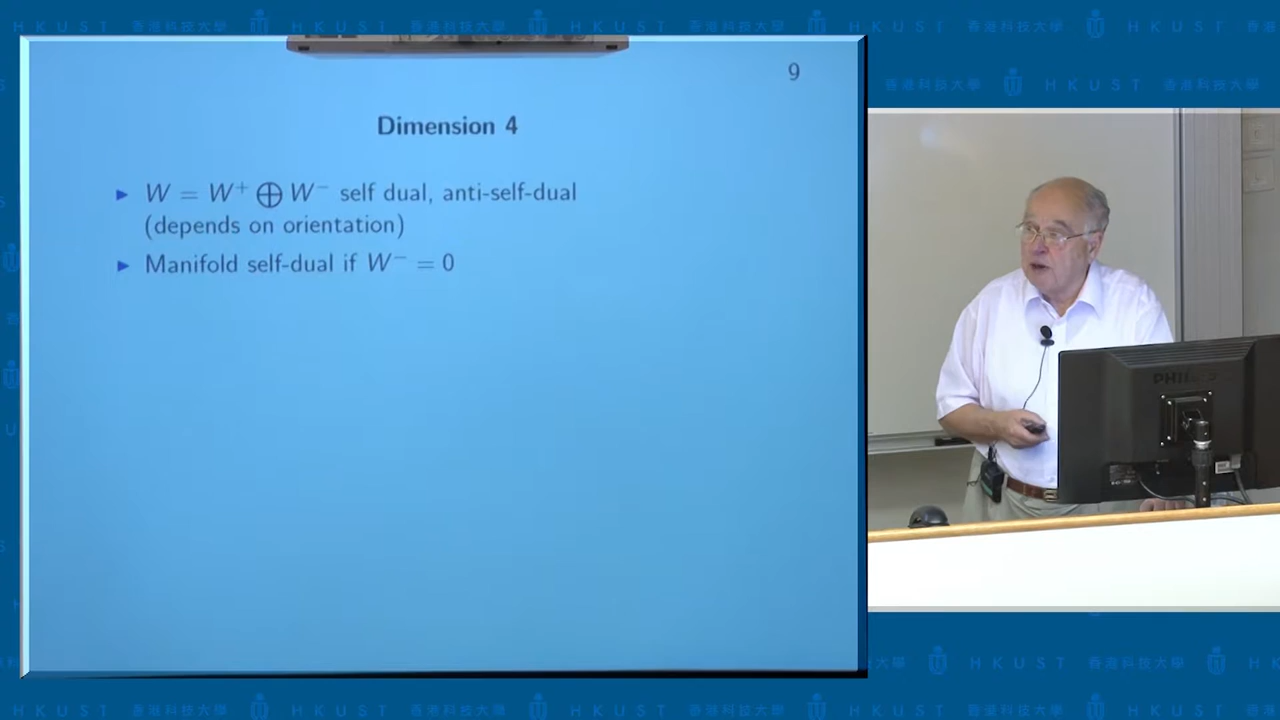 HKUST 香港科技大學
9
Dimension 4
W = W⁺ ⊕ W⁻ self dual, anti-self-dual
(depends on orientation)
Manifold self-dual if W⁻ = 0